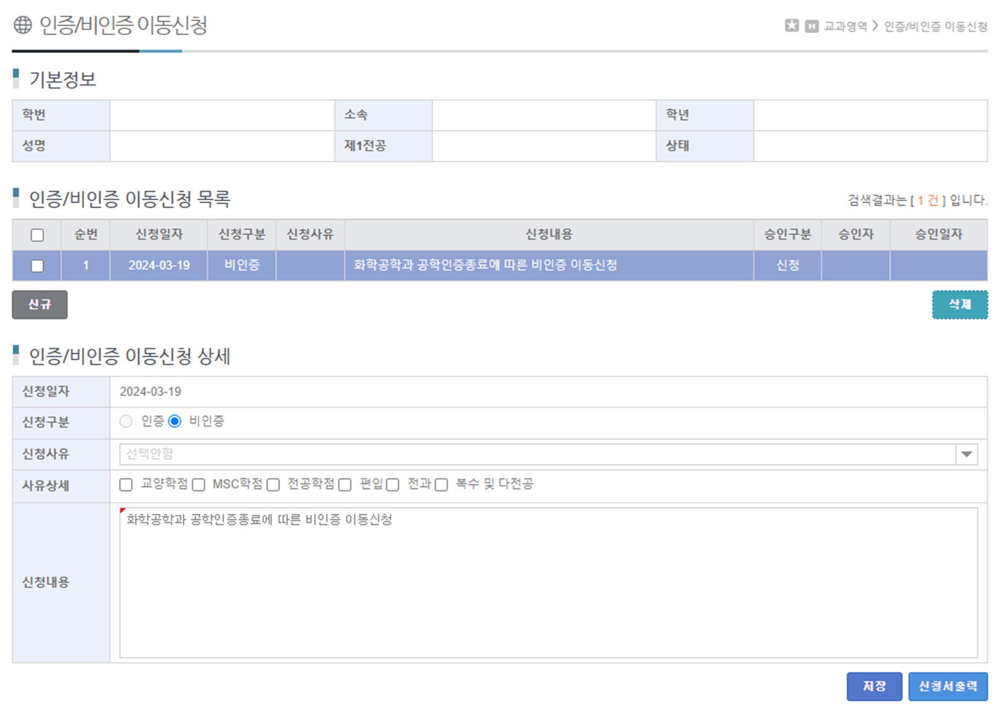 인증/비인증 이동신청
교과영역 > 인증/비인증 이동신청
기본정보
학번 소속 학년
성명 제1전공 상태
인증/비인증 이동신청 목록
검색결과는 [ 1 건 ] 입니다.
순번 신청일자 신청구분 신청사유 신청내용 승인구분 승인자 승인일자
1 2024-03-19 비인증 화학공학과 공학인증종료에 따른 비인증 이동신청 신청
신규 삭제
인증/비인증 이동신청 상세
신청일자 2024-03-19
신청구분 인증 비인증
신청사유 선택안함
사유상세 교양학점 MSC학점 전공학점 편입 전과 복수 및 다전공
화학공학과 공학인증종료에 따른 비인증 이동신청
신청내용
저장 신청서출력